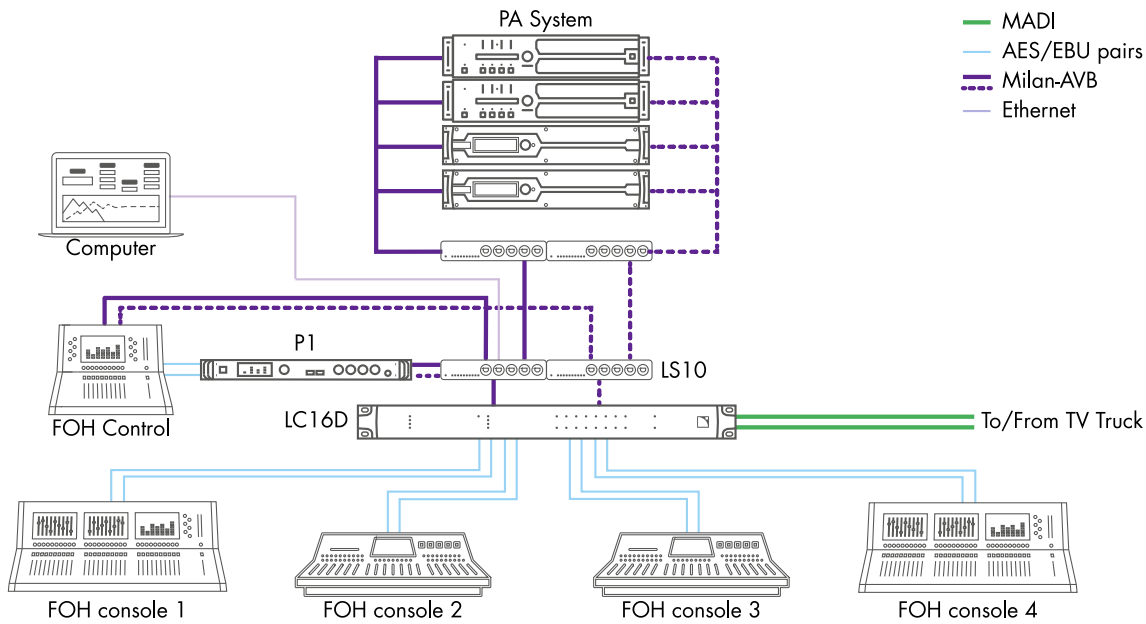 PA System
MADI
AES/EBU pairs
Milan-AVB
Ethernet
Computer
P1
LS10
FOH Control
LC16D
To/From TV Truck
FOH console 1
FOH console 2
FOH console 3
FOH console 4